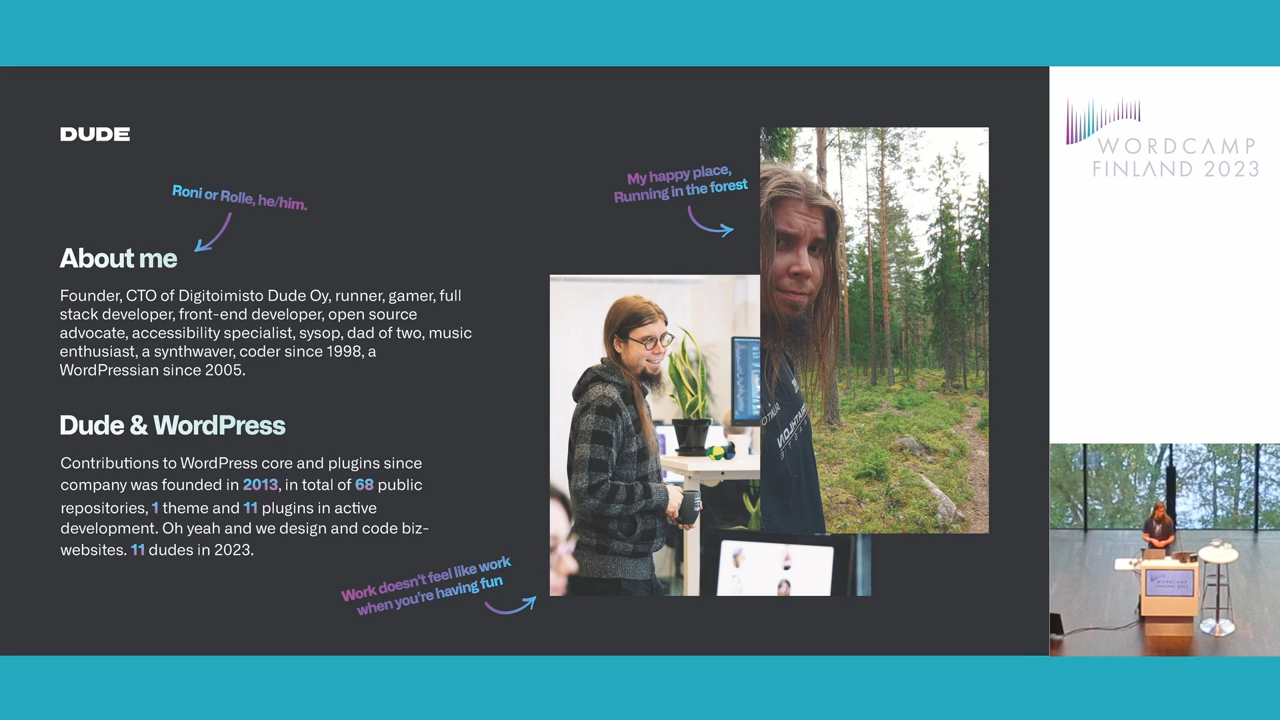 DUDE
Roni or Rolle, he/him.
About me
Founder, CTO of Digitoimisto Dude Oy, runner, gamer, full
stack developer, front-end developer, open source
advocate, accessibility specialist, sysop, dad of two, music
enthusiast, a synthwaver, coder since 1998, a
WordPressian since 2005.
Dude & WordPress
Contributions to WordPress core and plugins since
company was founded in 2013, in total of 68 public
repositories, 1 theme and 11 plugins in active
development. Oh yeah and we design and code biz-
websites. 11 dudes in 2023.
Work doesn't feel like work
when you're having fun
My happy place,
Running in the forest
WORDCAMP
FINLAND 2023
WORDCAMP
FINLAND 2023